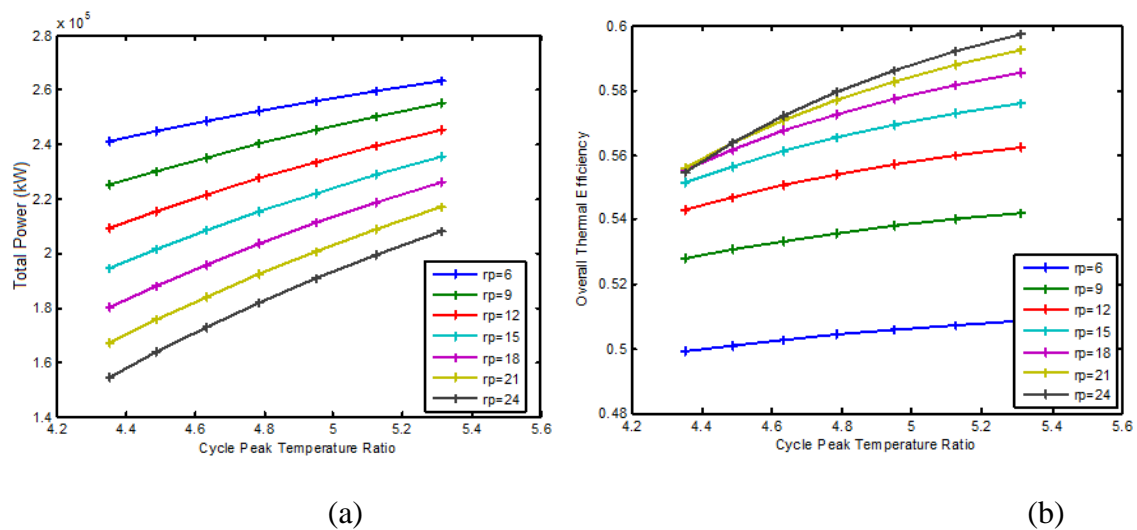 x 10^5
2.8
2.6
2.4
2.2
2
1.8
1.6
1.4
Total Power (kW)
4.2 4.4 4.6 4.8 5 5.2 5.4 5.6
Cycle Peak Temperature Ratio
rp=6
rp=9
rp=12
rp=15
rp=18
rp=21
rp=24
(a)
0.6
0.58
0.56
0.54
0.52
0.5
0.48
Overall Thermal Efficiency
4.2 4.4 4.6 4.8 5 5.2 5.4 5.6
Cycle Peak Temperature Ratio
rp=6
rp=9
rp=12
rp=15
rp=18
rp=21
rp=24
(b)